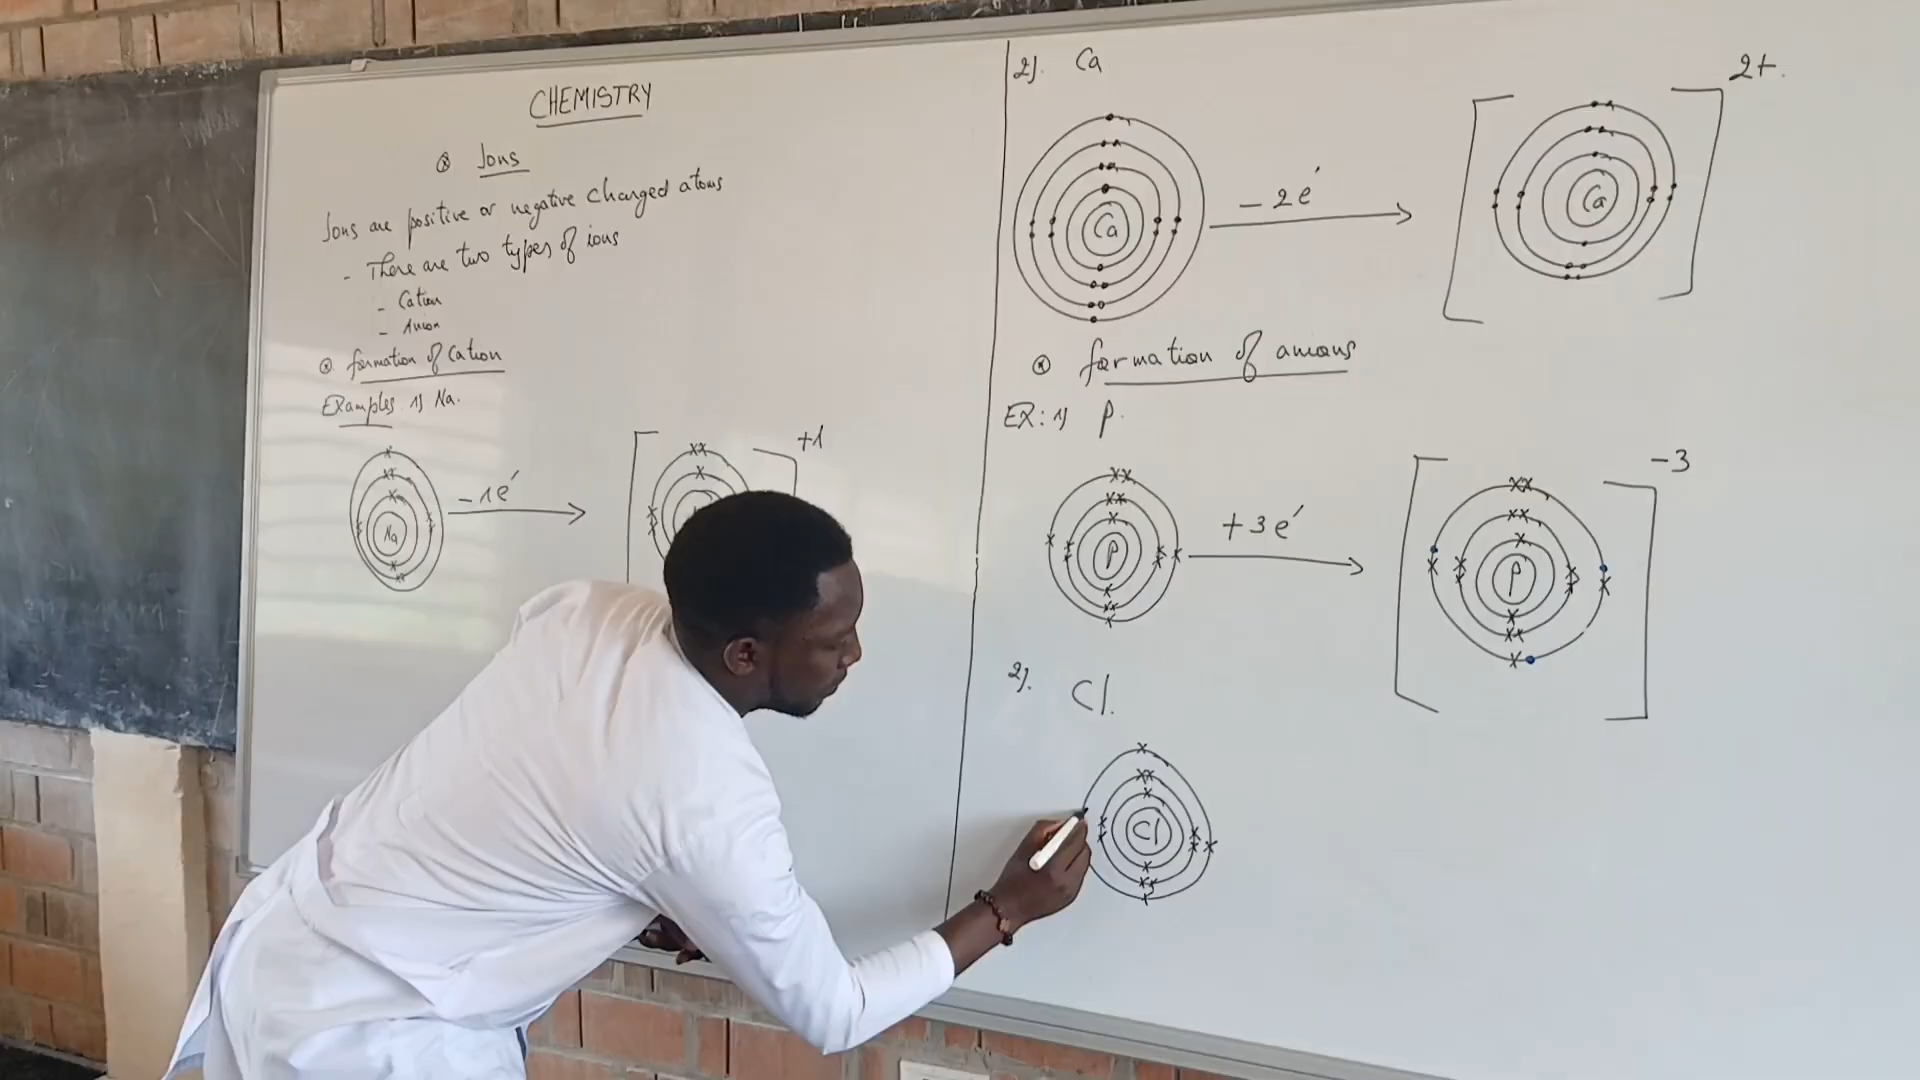 CHEMISTRY
Ions
Ions are positive or negative charged atoms
- There are two types of ions
- Cation
- Anion
formation of Cation
Examples 1) Na.
Na
-1e⁻
+1
2). Ca
Ca
-2e⁻
Ca
2+.
formation of anions
EX: 1) P.
P
+3e⁻
P
-3
2). Cl.
Cl